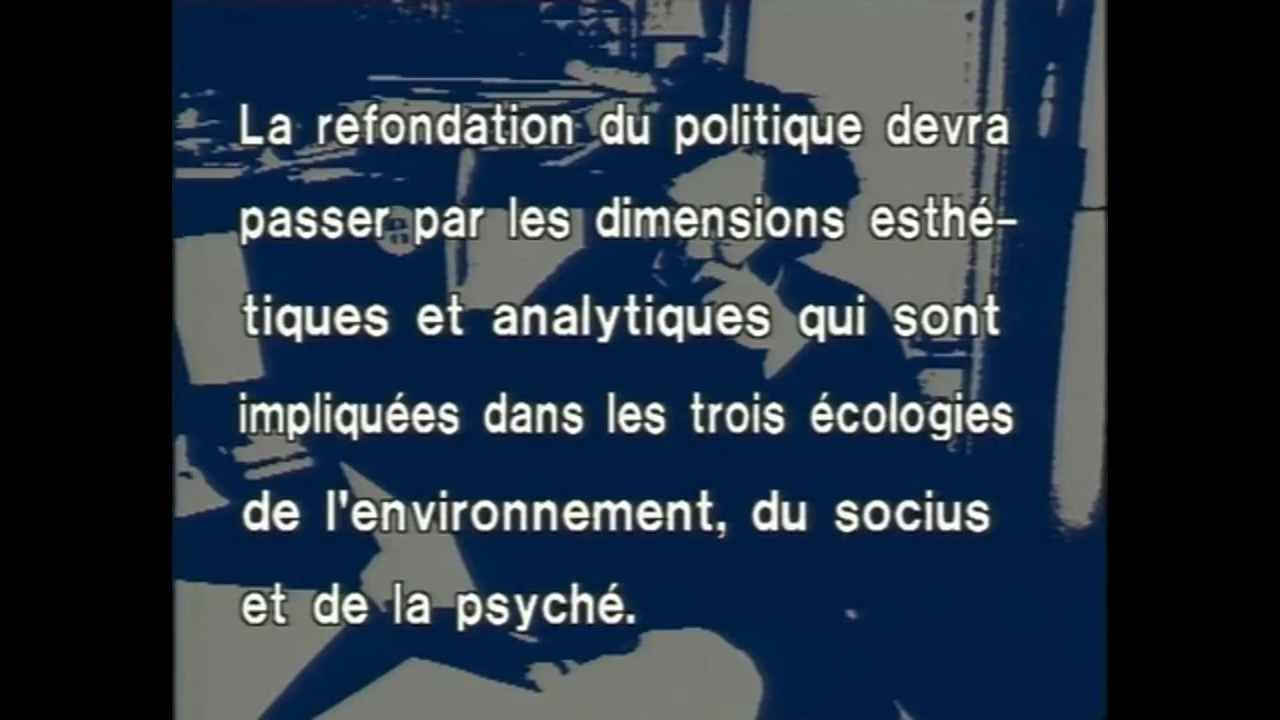 La refondation du politique devra
passer par les dimensions esthé-
tiques et analytiques qui sont
impliquées dans les trois écologies
de l'environnement, du socius
et de la psyché.